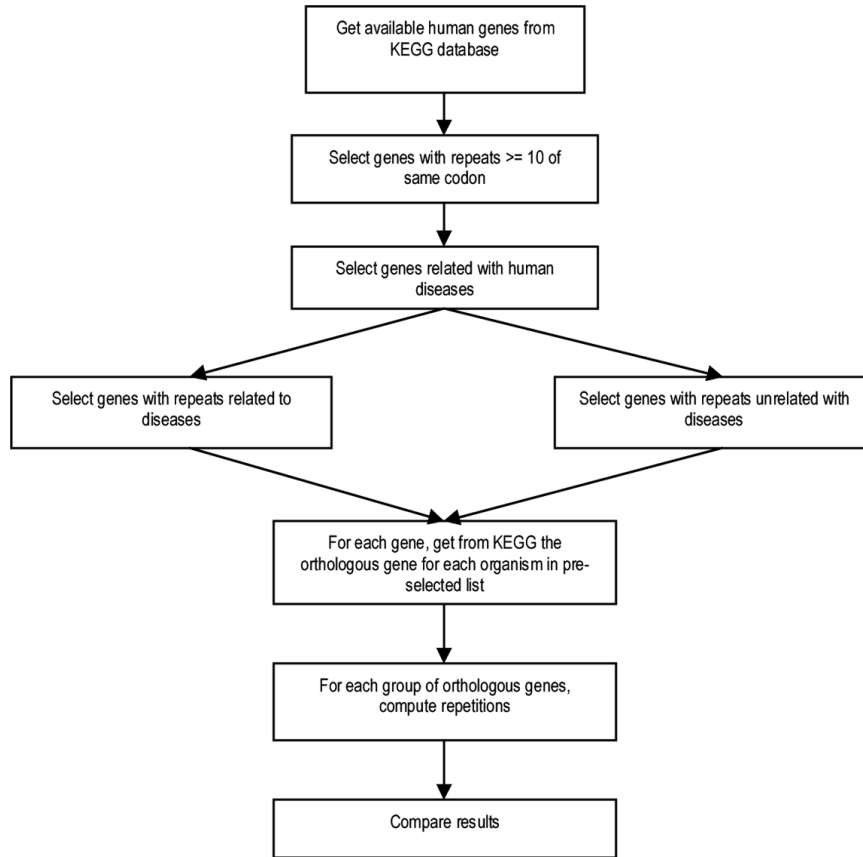 Get available human genes from
KEGG database
Select genes with repeats >= 10 of
same codon
Select genes related with human
diseases
Select genes with repeats related to
diseases
Select genes with repeats unrelated with
diseases
For each gene, get from KEGG the
orthologous gene for each organism in pre-
selected list
For each group of orthologous genes,
compute repetitions
Compare results